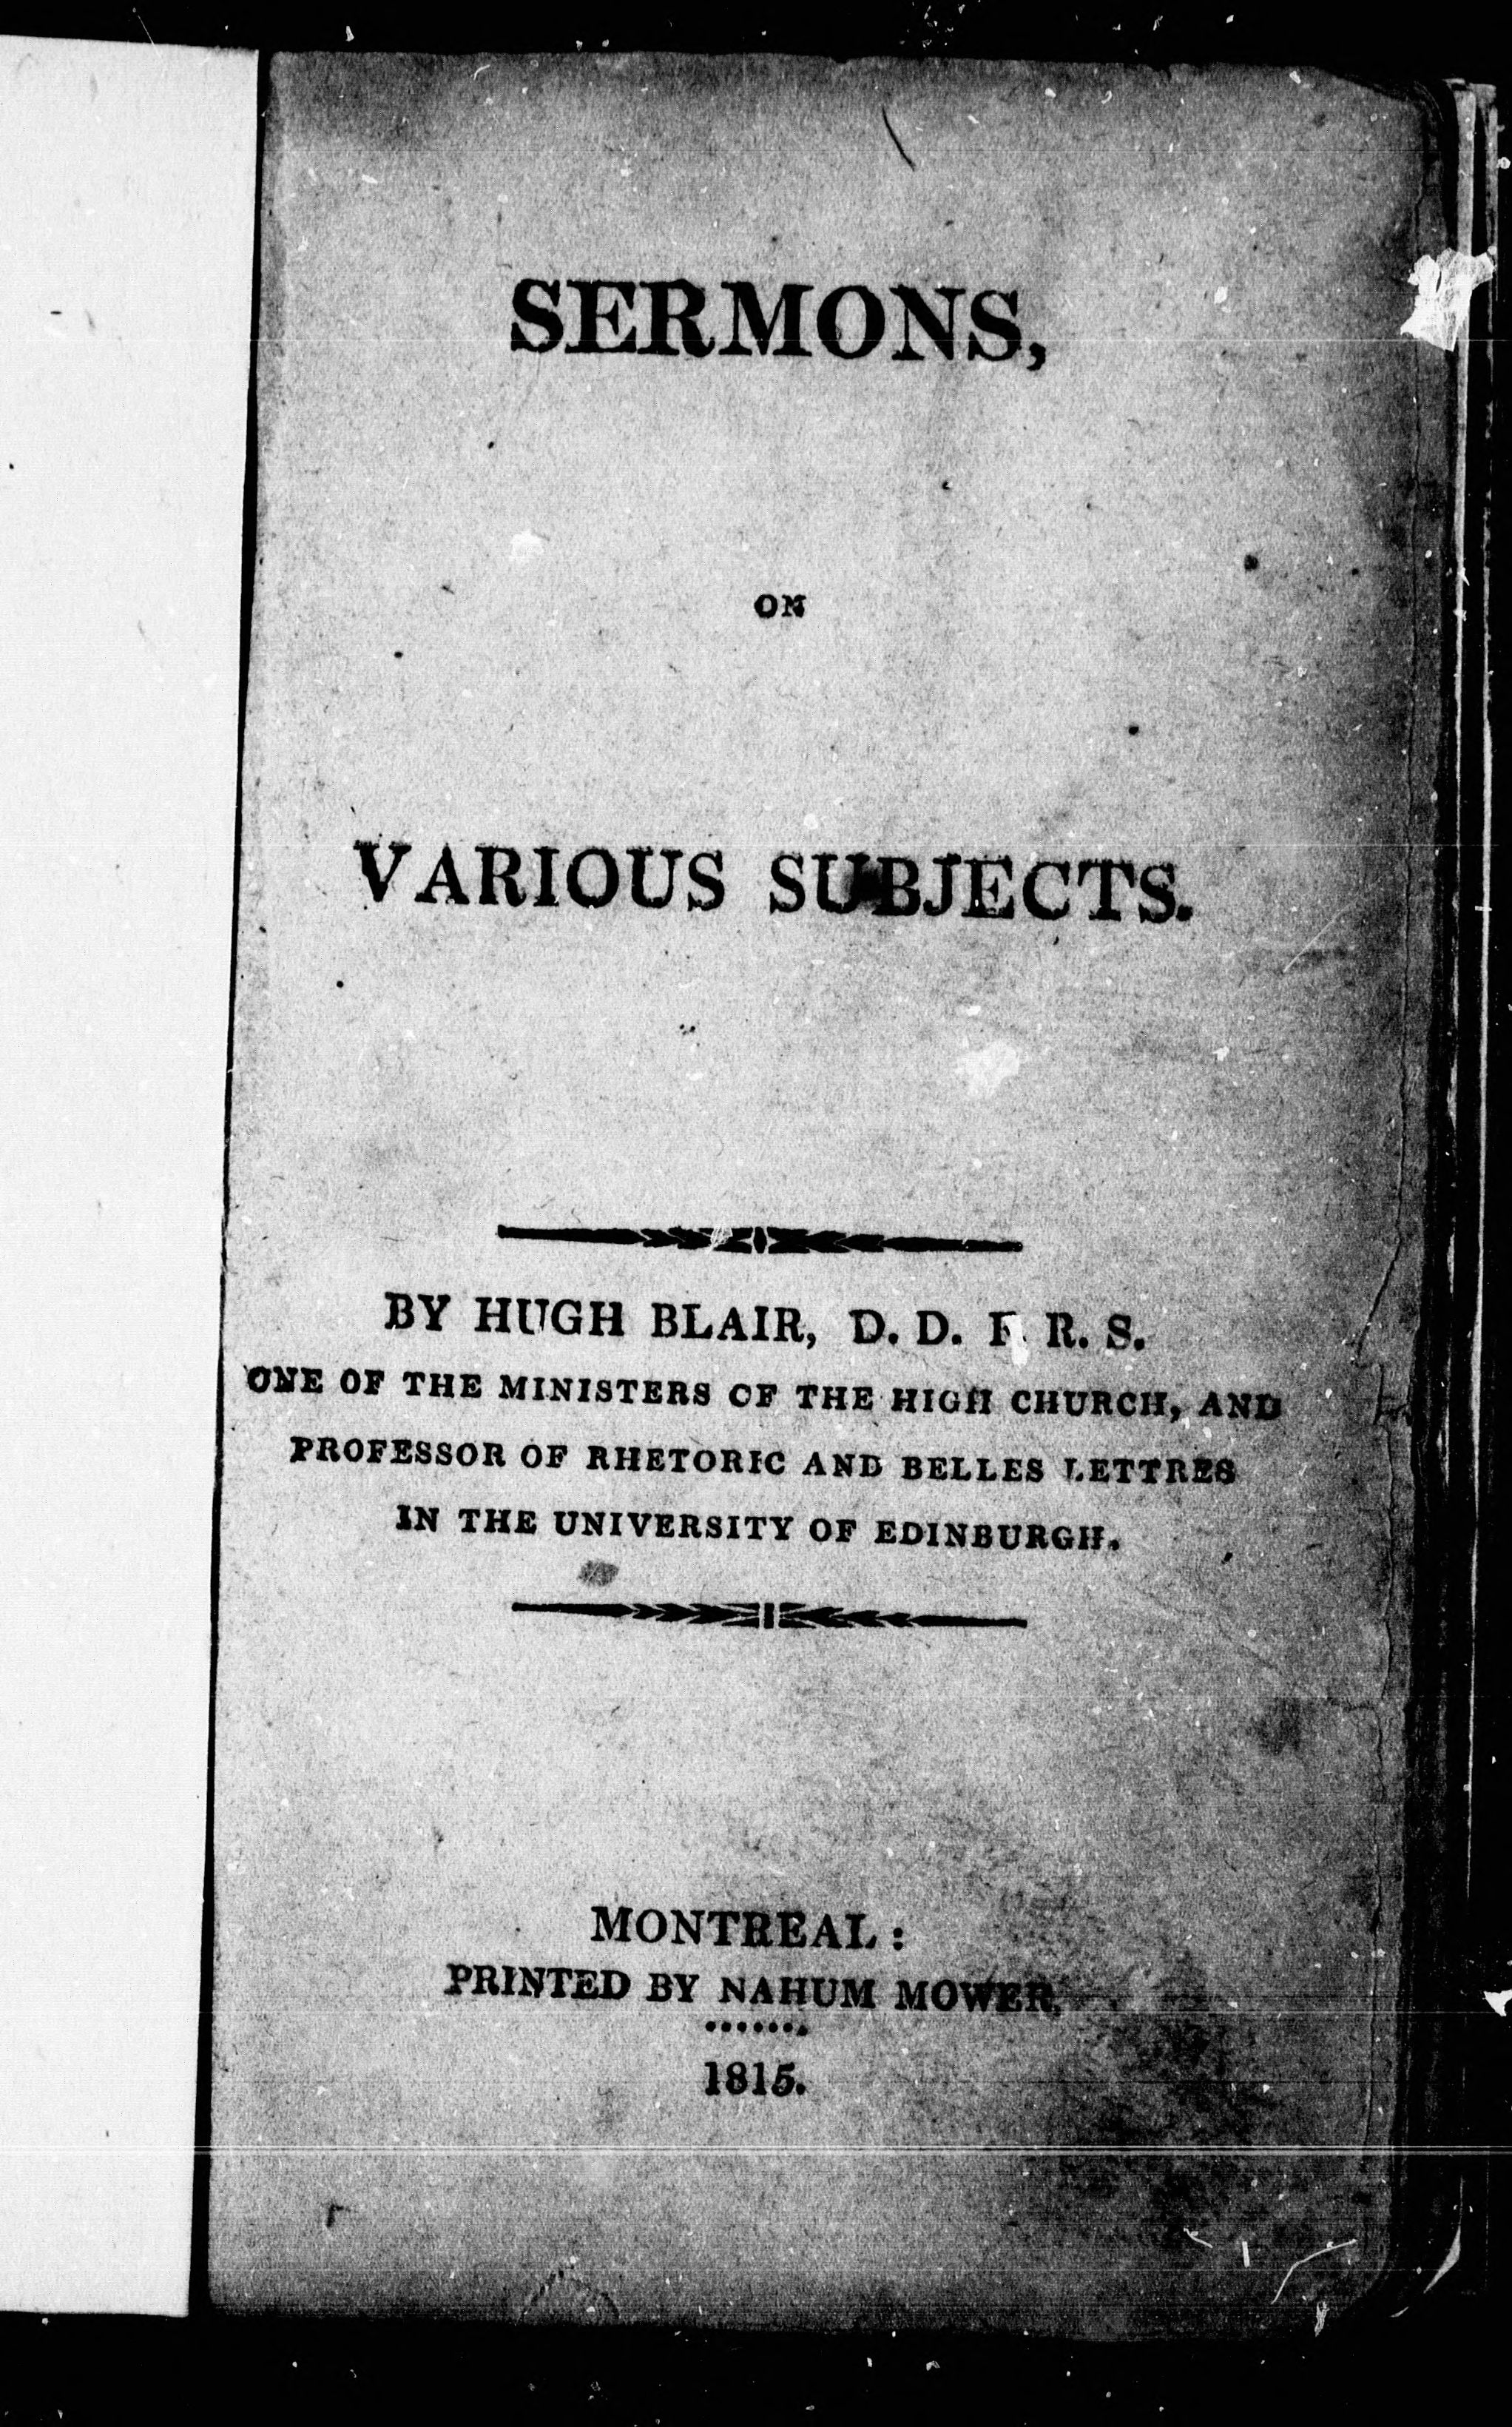 SERMONS,
ON
VARIOUS SUBJECTS.
BY HUGH BLAIR, D. D. F. R. S.
ONE OF THE MINISTERS OF THE HIGH CHURCH, AND
PROFESSOR OF RHETORIC AND BELLES LETTRES
IN THE UNIVERSITY OF EDINBURGH.
MONTREAL:
PRINTED BY NAHUM MOWER.
1815.